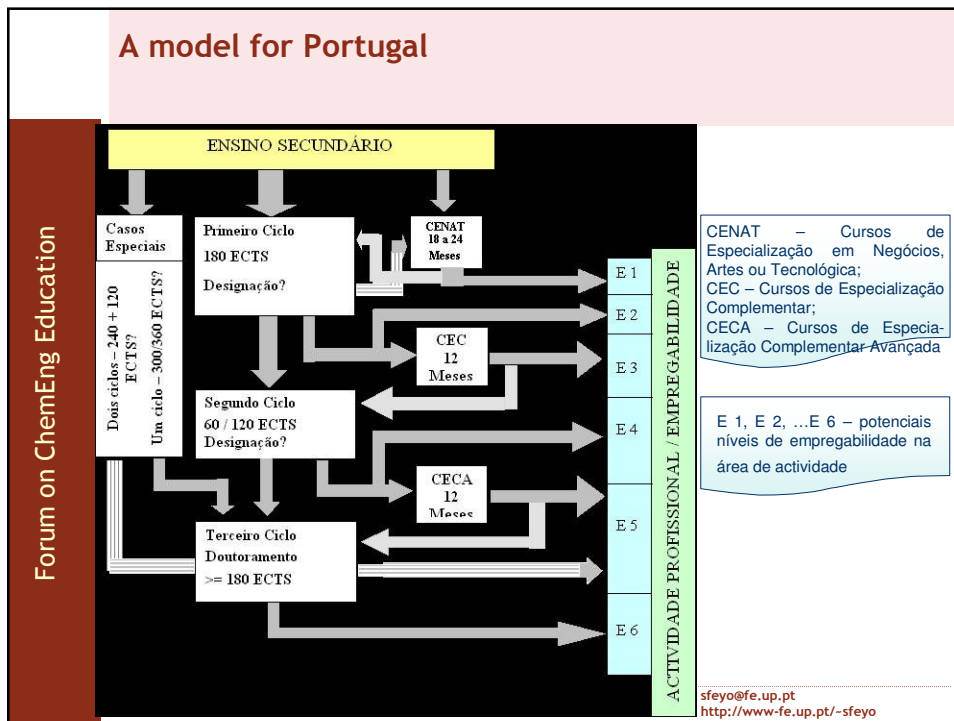 A model for Portugal
Forum on ChemEng Education
ENSINO SECUNDÁRIO
Casos
Especiais
Dois ciclos – 240 + 120
ECTS?
Um ciclo – 300/360 ECTS?
Primeiro Ciclo
180 ECTS
Designação?
CENAT
18 a 24
Meses
CEC
12
Meses
Segundo Ciclo
60 / 120 ECTS
Designação?
CECA
12
Meses
Terceiro Ciclo
Doutoramento
>= 180 ECTS
E 1
E 2
E 3
E 4
E 5
E 6
ACTIVIDADE PROFISSIONAL / EMPREGABILIDADE
CENAT – Cursos de
Especialização em Negócios,
Artes ou Tecnológica;
CEC – Cursos de Especialização
Complementar;
CECA – Cursos de Especia-
lização Complementar Avançada
E 1, E 2, ...E 6 – potenciais
níveis de empregabilidade na
área de actividade
sfeyo@fe.up.pt
http://www-fe.up.pt/~sfeyo